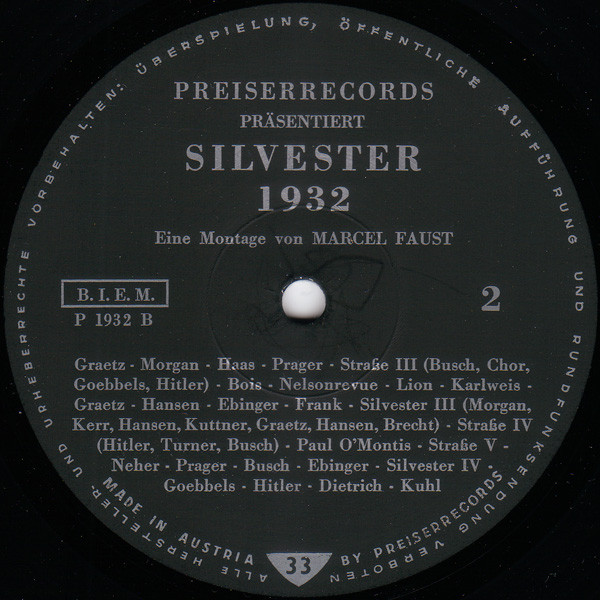 ALLE HERSTELLER- UND URHEBERRECHTE VORBEHALTEN: ÜBERSPIELUNG, ÖFFENTLICHE AUFFÜHRUNG UND RUNDFUNKSENDUNG VERBOTEN
PREISERRECORDS
PRÄSENTIERT
SILVESTER
1932
Eine Montage von MARCEL FAUST
B.I.E.M.
P 1932 B
2
Graetz - Morgan - Haas - Prager - Straße III (Busch, Chor,
Goebbels, Hitler) - Bois - Nelsonrevue - Lion - Karlweis -
Graetz - Hansen - Ebinger - Frank - Silvester III (Morgan,
Kerr, Hansen, Kuttner, Graetz, Hansen, Brecht) - Straße IV
(Hitler, Turner, Busch) - Paul O'Montis - Straße V -
Neher - Prager - Busch - Ebinger - Silvester IV -
Goebbels - Hitler - Dietrich - Kuhl
MADE IN AUSTRIA
33
BY PREISERRECORDS.